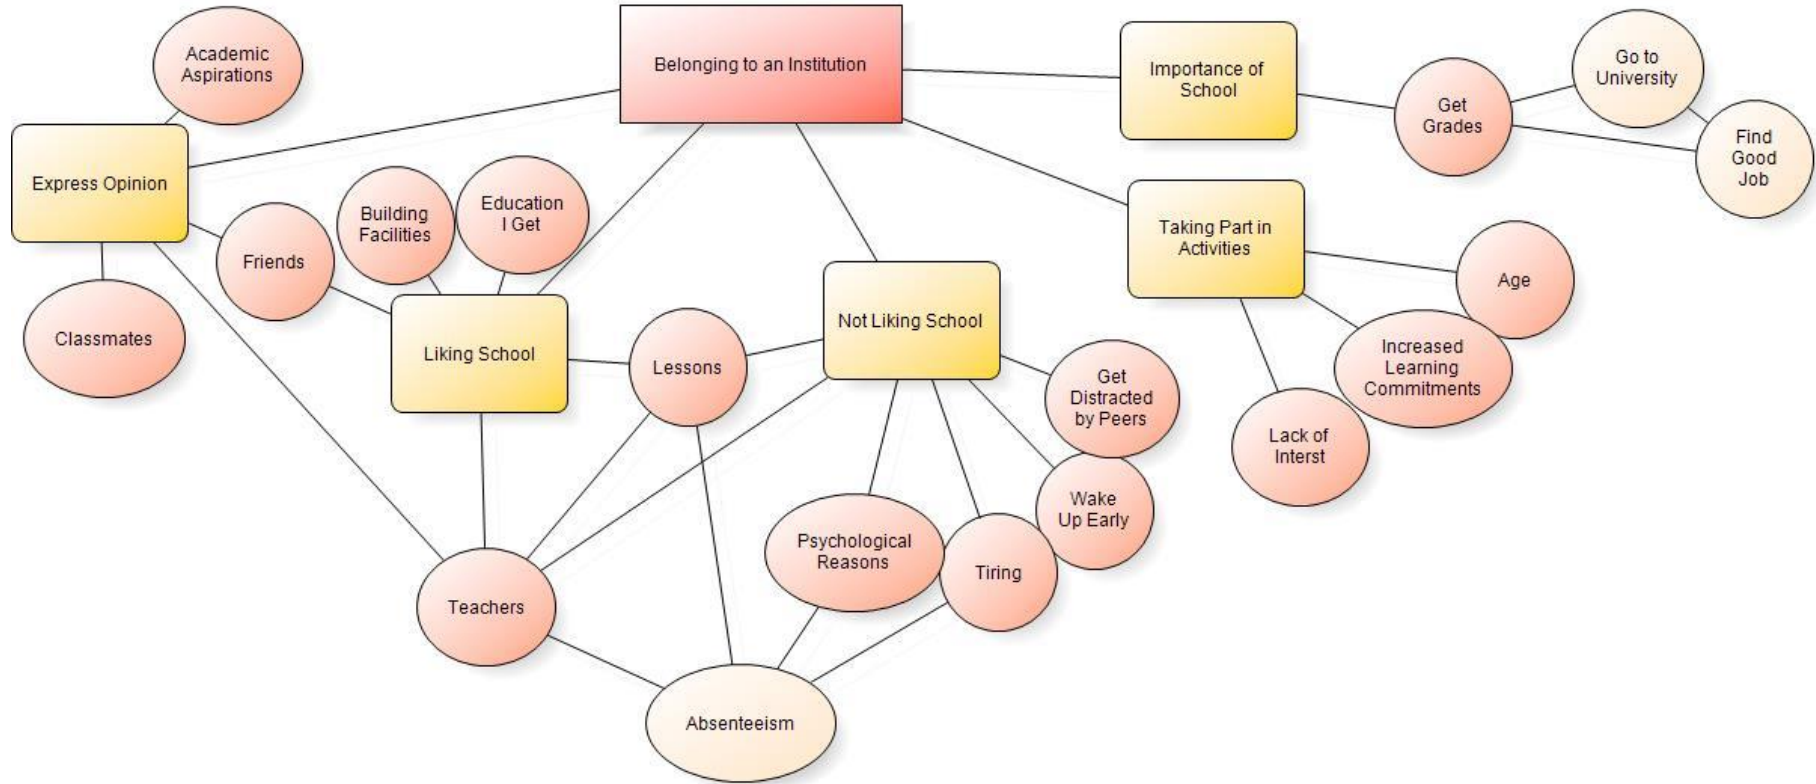 Academic
Aspirations
Belonging to an Institution
Importance of
School
Go to
University
Get
Grades
Find
Good
Job
Express Opinion
Building
Facilities
Education
I Get
Friends
Taking Part in
Activities
Age
Classmates
Liking School
Lessons
Not Liking School
Get
Distracted
by Peers
Increased
Learning
Commitments
Lack of
Interst
Wake
Up Early
Psychological
Reasons
Tiring
Teachers
Absenteeism